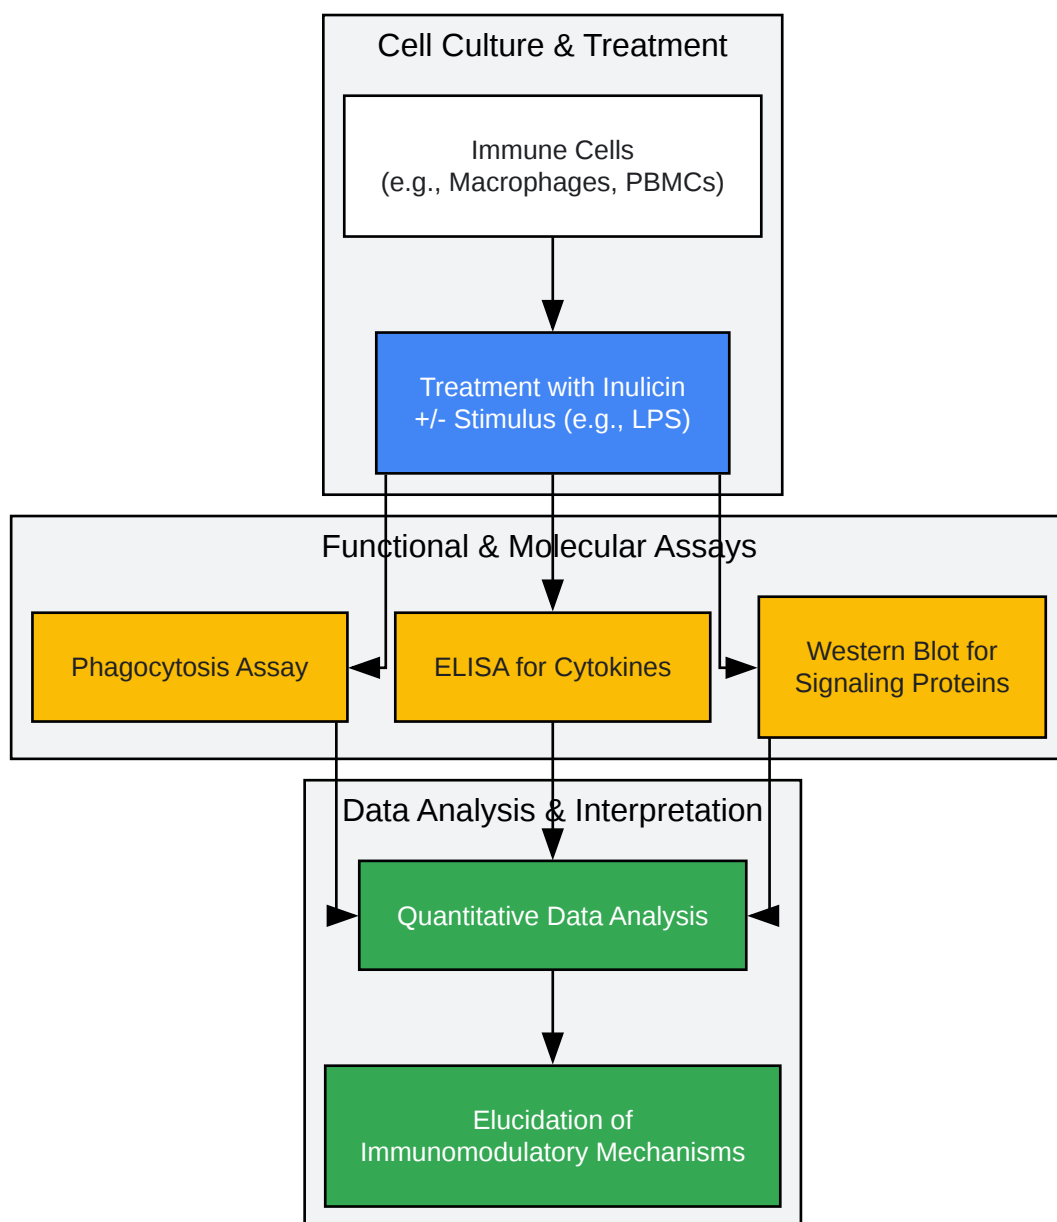 Cell Culture & Treatment
Immune Cells
(e.g., Macrophages, PBMCs)
Treatment with Inulicin
+/- Stimulus (e.g., LPS)
Functional & Molecular Assays
Phagocytosis Assay
ELISA for Cytokines
Western Blot for
Signaling Proteins
Data Analysis & Interpretation
Quantitative Data Analysis
Elucidation of
Immunomodulatory Mechanisms